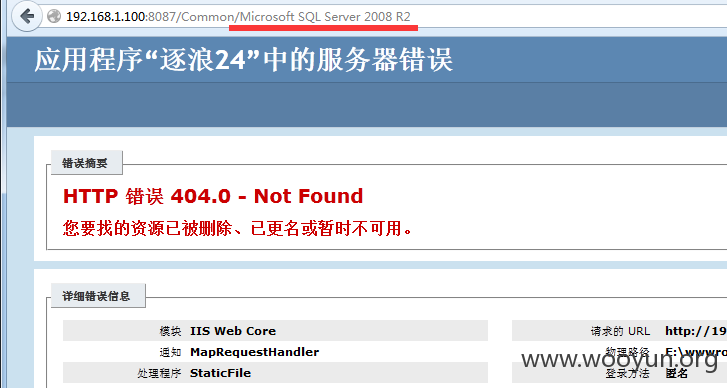 192.168.1.100:8087/Common/Microsoft SQL Server 2008 R2
应用程序“逐浪24”中的服务器错误
错误摘要
HTTP 错误 404.0 - Not Found
您要找的资源已被删除、已更名或暂时不可用。
详细错误信息
模块 IIS Web Core
通知 MapRequestHandler
处理程序 StaticFile
请求的 URL http://19
物理路径 E:\wwwro
登录方法 匿名
www.wooyun.org